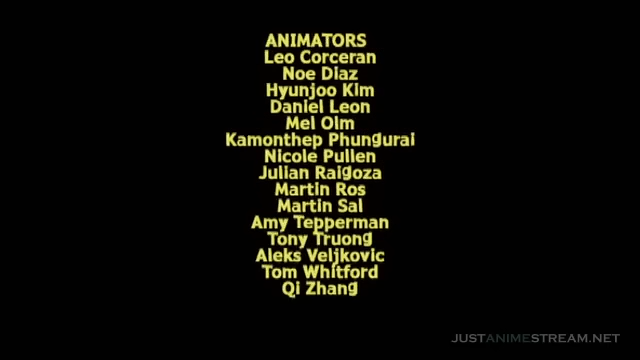 ANIMATORS
Leo Corceran
Noe Diaz
Hyunjoo Kim
Daniel Leon
Mel Olm
Kamonthep Phungurai
Nicole Pullen
Julian Raigoza
Martin Ros
Martin Sal
Amy Tepperman
Tony Truong
Aleks Veljkovic
Tom Whitford
Qi Zhang
JUSTANIMESTREAM.NET